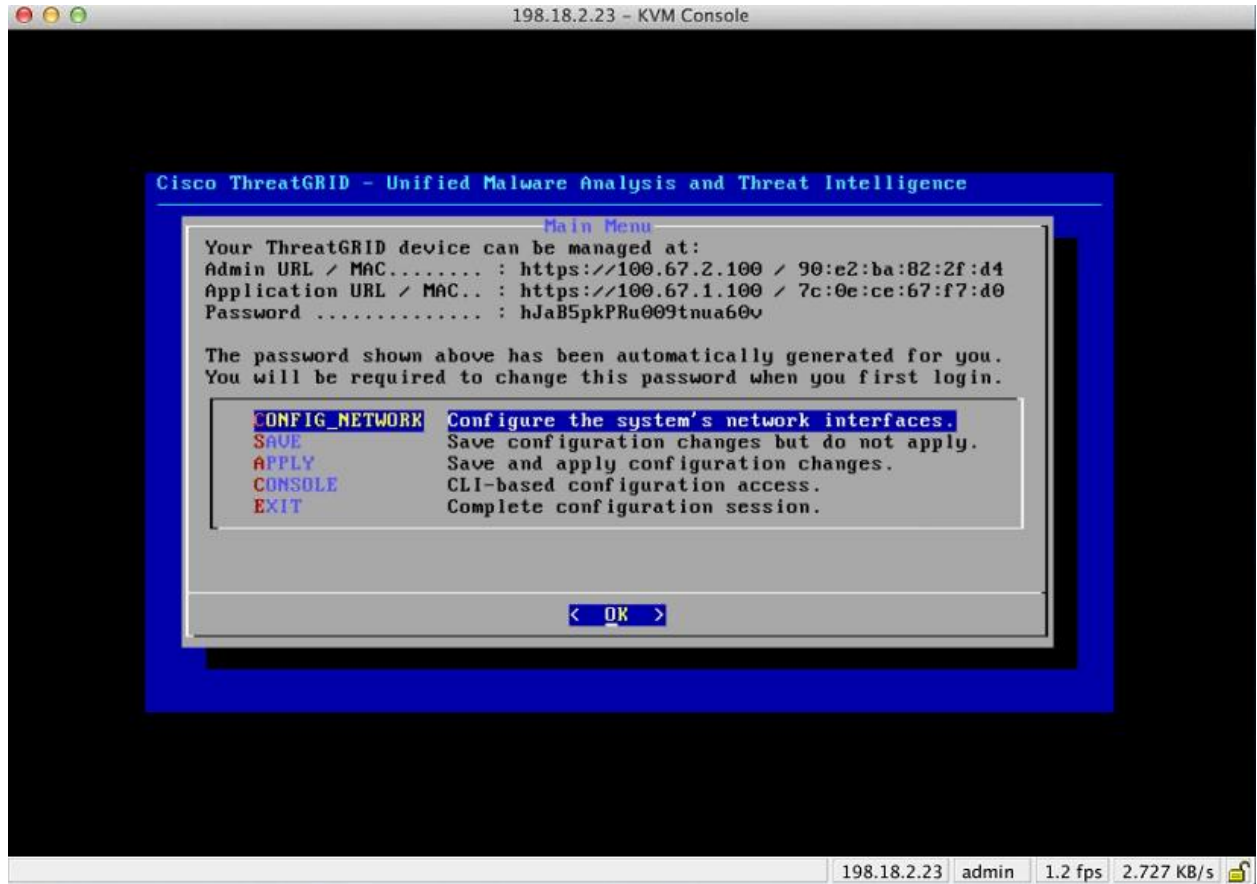 198.18.2.23 – KVM Console
Cisco ThreatGRID - Unified Malware Analysis and Threat Intelligence
Main Menu
Your ThreatGRID device can be managed at:
Admin URL / MAC........ : https://100.67.2.100 / 90:e2:ba:82:2f:d4
Application URL / MAC.. : https://100.67.1.100 / 7c:0e:ce:67:f7:d0
Password .............. : hJaB5pkPRu009tnua60v
The password shown above has been automatically generated for you.
You will be required to change this password when you first login.
CONFIG_NETWORK Configure the system's network interfaces.
SAVE Save configuration changes but do not apply.
APPLY Save and apply configuration changes.
CONSOLE CLI-based configuration access.
EXIT Complete configuration session.
< OK >
198.18.2.23 admin 1.2 fps 2.727 KB/s